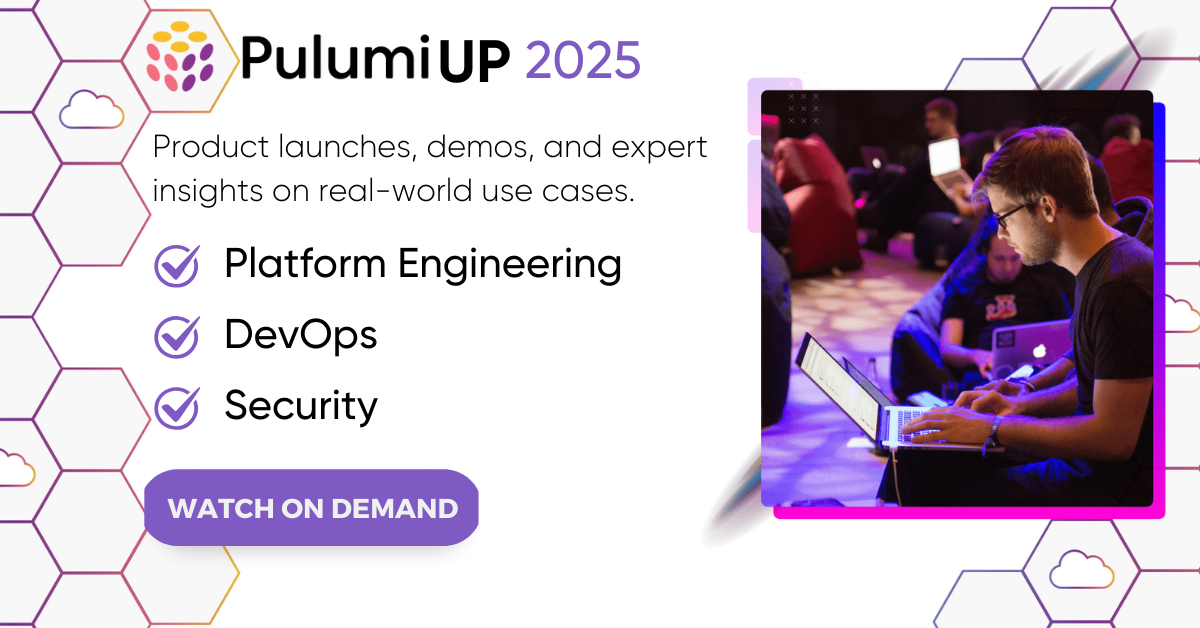 PulumiUP 2025
Product launches, demos, and expert
insights on real-world use cases.
Platform Engineering
DevOps
Security
WATCH ON DEMAND